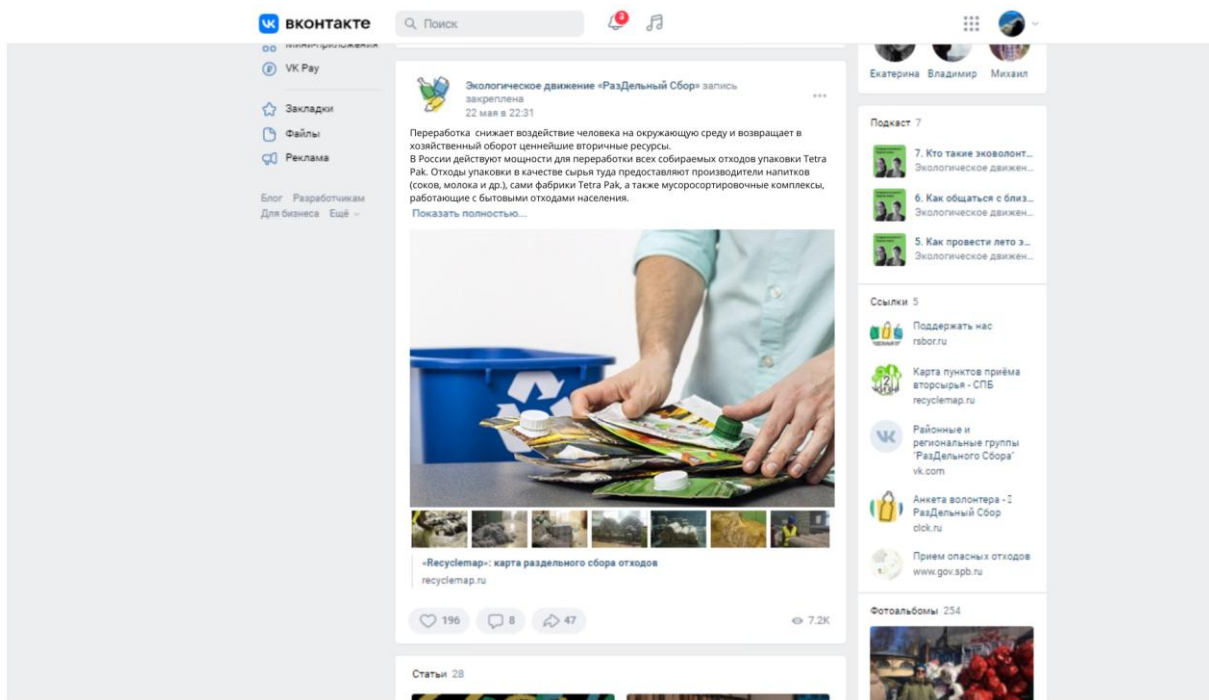 вконтакте
Поиск
3
Мини-приложения
VK Pay
Закладки
Файлы
Реклама
Блог Разработчикам
Для бизнеса Ещё
Экологическое движение «РазДельный Сбор» запись
закреплена
22 мая в 22:31
Переработка снижает воздействие человека на окружающую среду и возвращает в
хозяйственный оборот ценнейшие вторичные ресурсы.
В России действуют мощности для переработки всех собираемых отходов упаковки Tetra
Pak. Отходы упаковки в качестве сырья туда предоставляют производители напитков
(соков, молока и др.), сами фабрики Tetra Pak, а также мусоросортировочные комплексы,
работающие с бытовыми отходами населения.
Показать полностью...
«Recyclemap»: карта раздельного сбора отходов
recyclemap.ru
196 8 47 7.2K
Статьи 28
Екатерина Владимир Михаил
Подкаст 7
7. Кто такие эковолонт...
Экологическое движен...
6. Как общаться с близ...
Экологическое движен...
5. Как провести лето э...
Экологическое движен...
Ссылки 5
Поддержать нас
rsbor.ru
Карта пунктов приёма
вторсырья - СПБ
recyclemap.ru
Районные и
региональные группы
"РазДельного Сбора"
vk.com
Анкета волонтера -
РазДельный Сбор
clck.ru
Прием опасных отходов
www.gov.spb.ru
Фотоальбомы 254